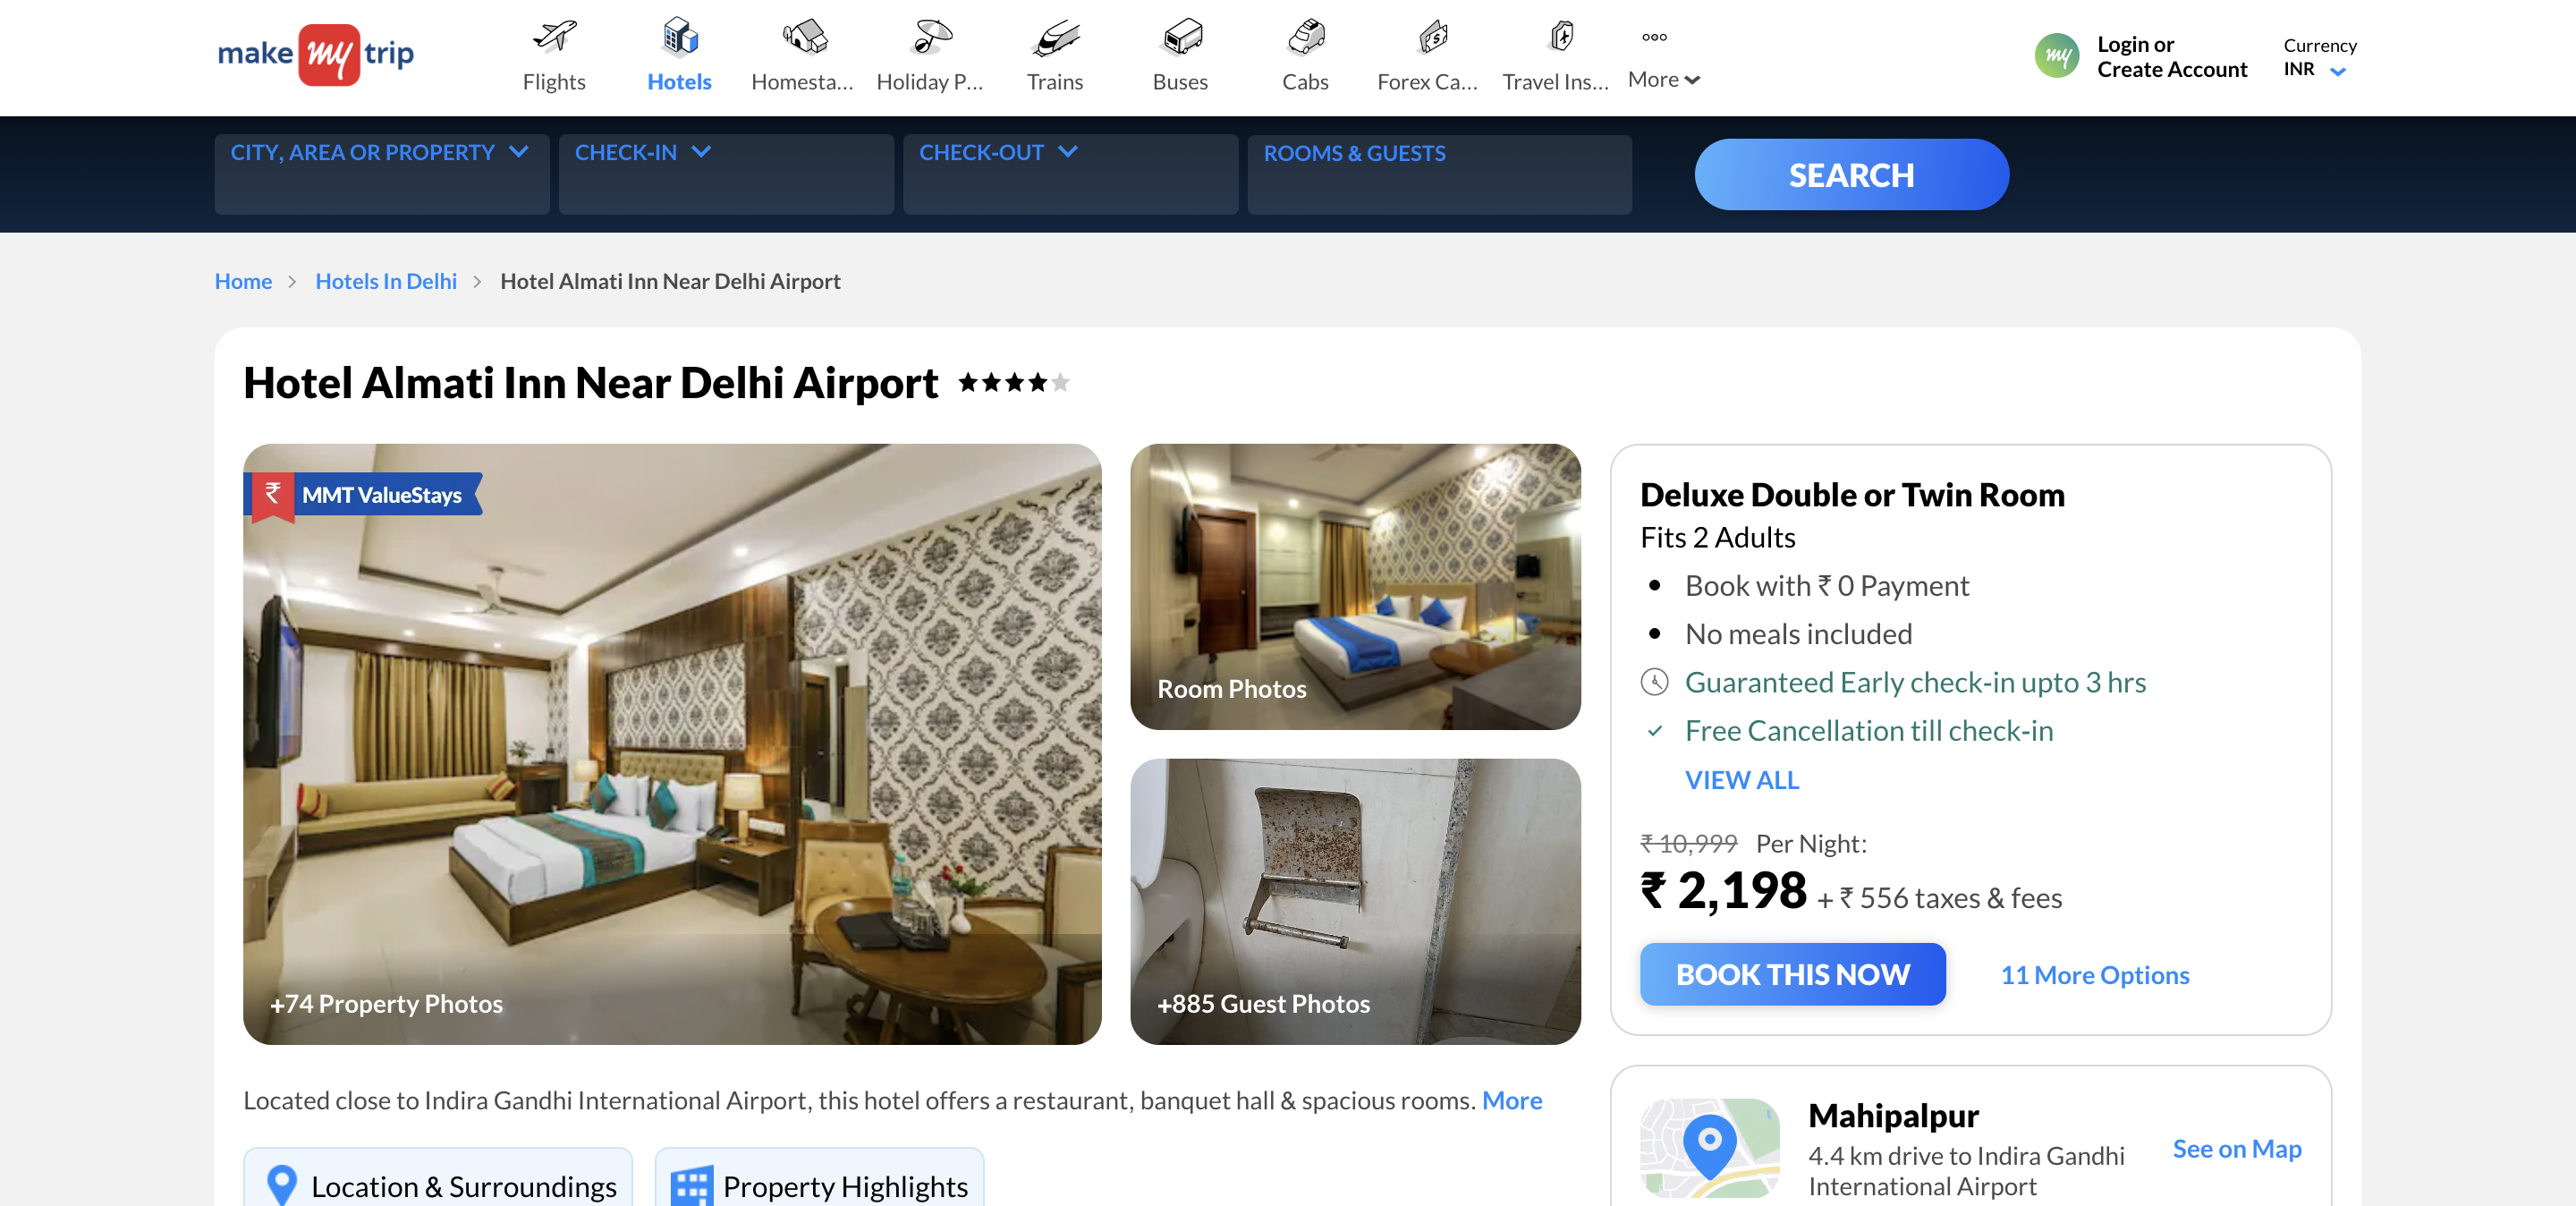 make my trip
Flights
Hotels
Homesta...
Holiday P...
Trains
Buses
Cabs
Forex Ca...
Travel Ins...
More
my
Login or
Create Account
Currency
INR
CITY, AREA OR PROPERTY
CHECK-IN
CHECK-OUT
ROOMS & GUESTS
SEARCH
Home > Hotels In Delhi > Hotel Almati Inn Near Delhi Airport
Hotel Almati Inn Near Delhi Airport
₹ MMT ValueStays
+74 Property Photos
Room Photos
+885 Guest Photos
Deluxe Double or Twin Room
Fits 2 Adults
Book with ₹ 0 Payment
No meals included
Guaranteed Early check-in upto 3 hrs
Free Cancellation till check-in
VIEW ALL
₹ 10,999 Per Night:
₹ 2,198 + ₹ 556 taxes & fees
BOOK THIS NOW
11 More Options
Located close to Indira Gandhi International Airport, this hotel offers a restaurant, banquet hall & spacious rooms. More
Location & Surroundings
Property Highlights
Mahipalpur
4.4 km drive to Indira Gandhi
International Airport
See on Map